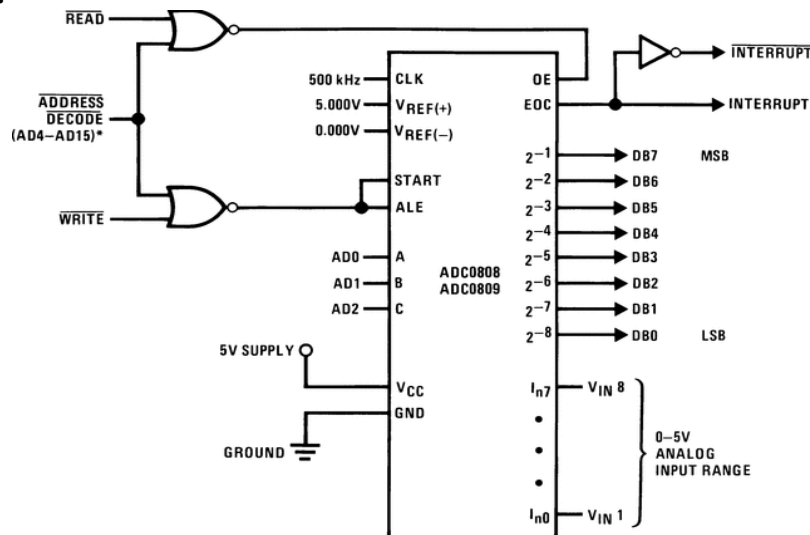 READ
ADDRESS
DECODE
(AD4–AD15)*
WRITE
500 kHz
CLK
5.000V
VREF(+)
0.000V
VREF(−)
START
ALE
AD0
A
AD1
B
AD2
C
5V SUPPLY
VCC
GND
GROUND
ADC0808
ADC0809
OE
EOC
INTERRUPT
INTERRUPT
2−1 DB7 MSB
2−2 DB6
2−3 DB5
2−4 DB4
2−5 DB3
2−6 DB2
2−7 DB1
2−8 DB0 LSB
In7 VIN 8
0–5V
ANALOG
INPUT RANGE
In0 VIN 1